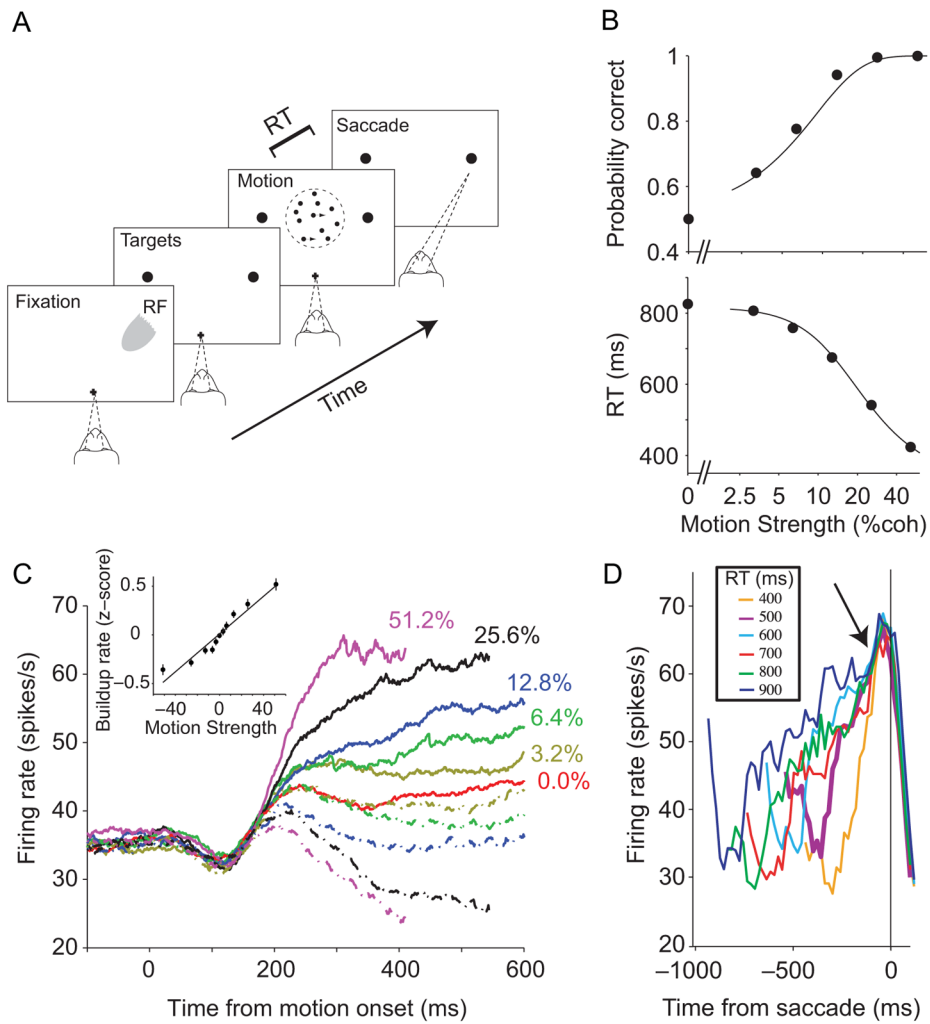 A
Fixation
RF
Targets
Motion
RT
Saccade
Time
B
Probability correct
1
0.8
0.6
0.4
RT (ms)
800
600
400
0
2.5
5
10
20
40
Motion Strength (%coh)
C
Firing rate (spikes/s)
70
60
50
40
30
20
0
200
400
600
Time from motion onset (ms)
Buildup rate (z-score)
0.5
0
−0.5
−40
0
40
Motion Strength
51.2%
25.6%
12.8%
6.4%
3.2%
0.0%
D
RT (ms)
400
500
600
700
800
900
Firing rate (spikes/s)
70
60
50
40
30
20
−1000
−500
0
Time from saccade (ms)